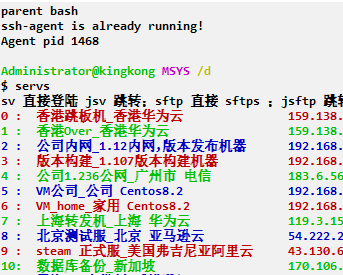 parent bash
ssh-agent is already running!
Agent pid 1468
Administrator@kingkong MSYS /d
$ servs
sv 直接登陆 jsv 跳转；sftp 直接 sftps ；jsftp 跳转
0 : 香港跳板机_香港华为云 159.138.
1 : 香港Over_香港华为云 159.138.
2 : 公司内网_1.12内网,版本发布机器 192.168.
3 : 版本构建_1.107版本构建机器 192.168.
4 : 公司1.236公网_广州市 电信 183.6.56
5 : VM公司_公司 Centos8.2 192.168.
6 : VM_home_家用 Centos8.2 192.168.
7 : 上海转发机_上海 华为云 119.3.15
8 : 北京测试服_北京 亚马逊云 54.222.2
9 : steam 正式服_美国弗吉尼亚阿里云 43.130.6
10: 数据库备份_新加坡 170.106.